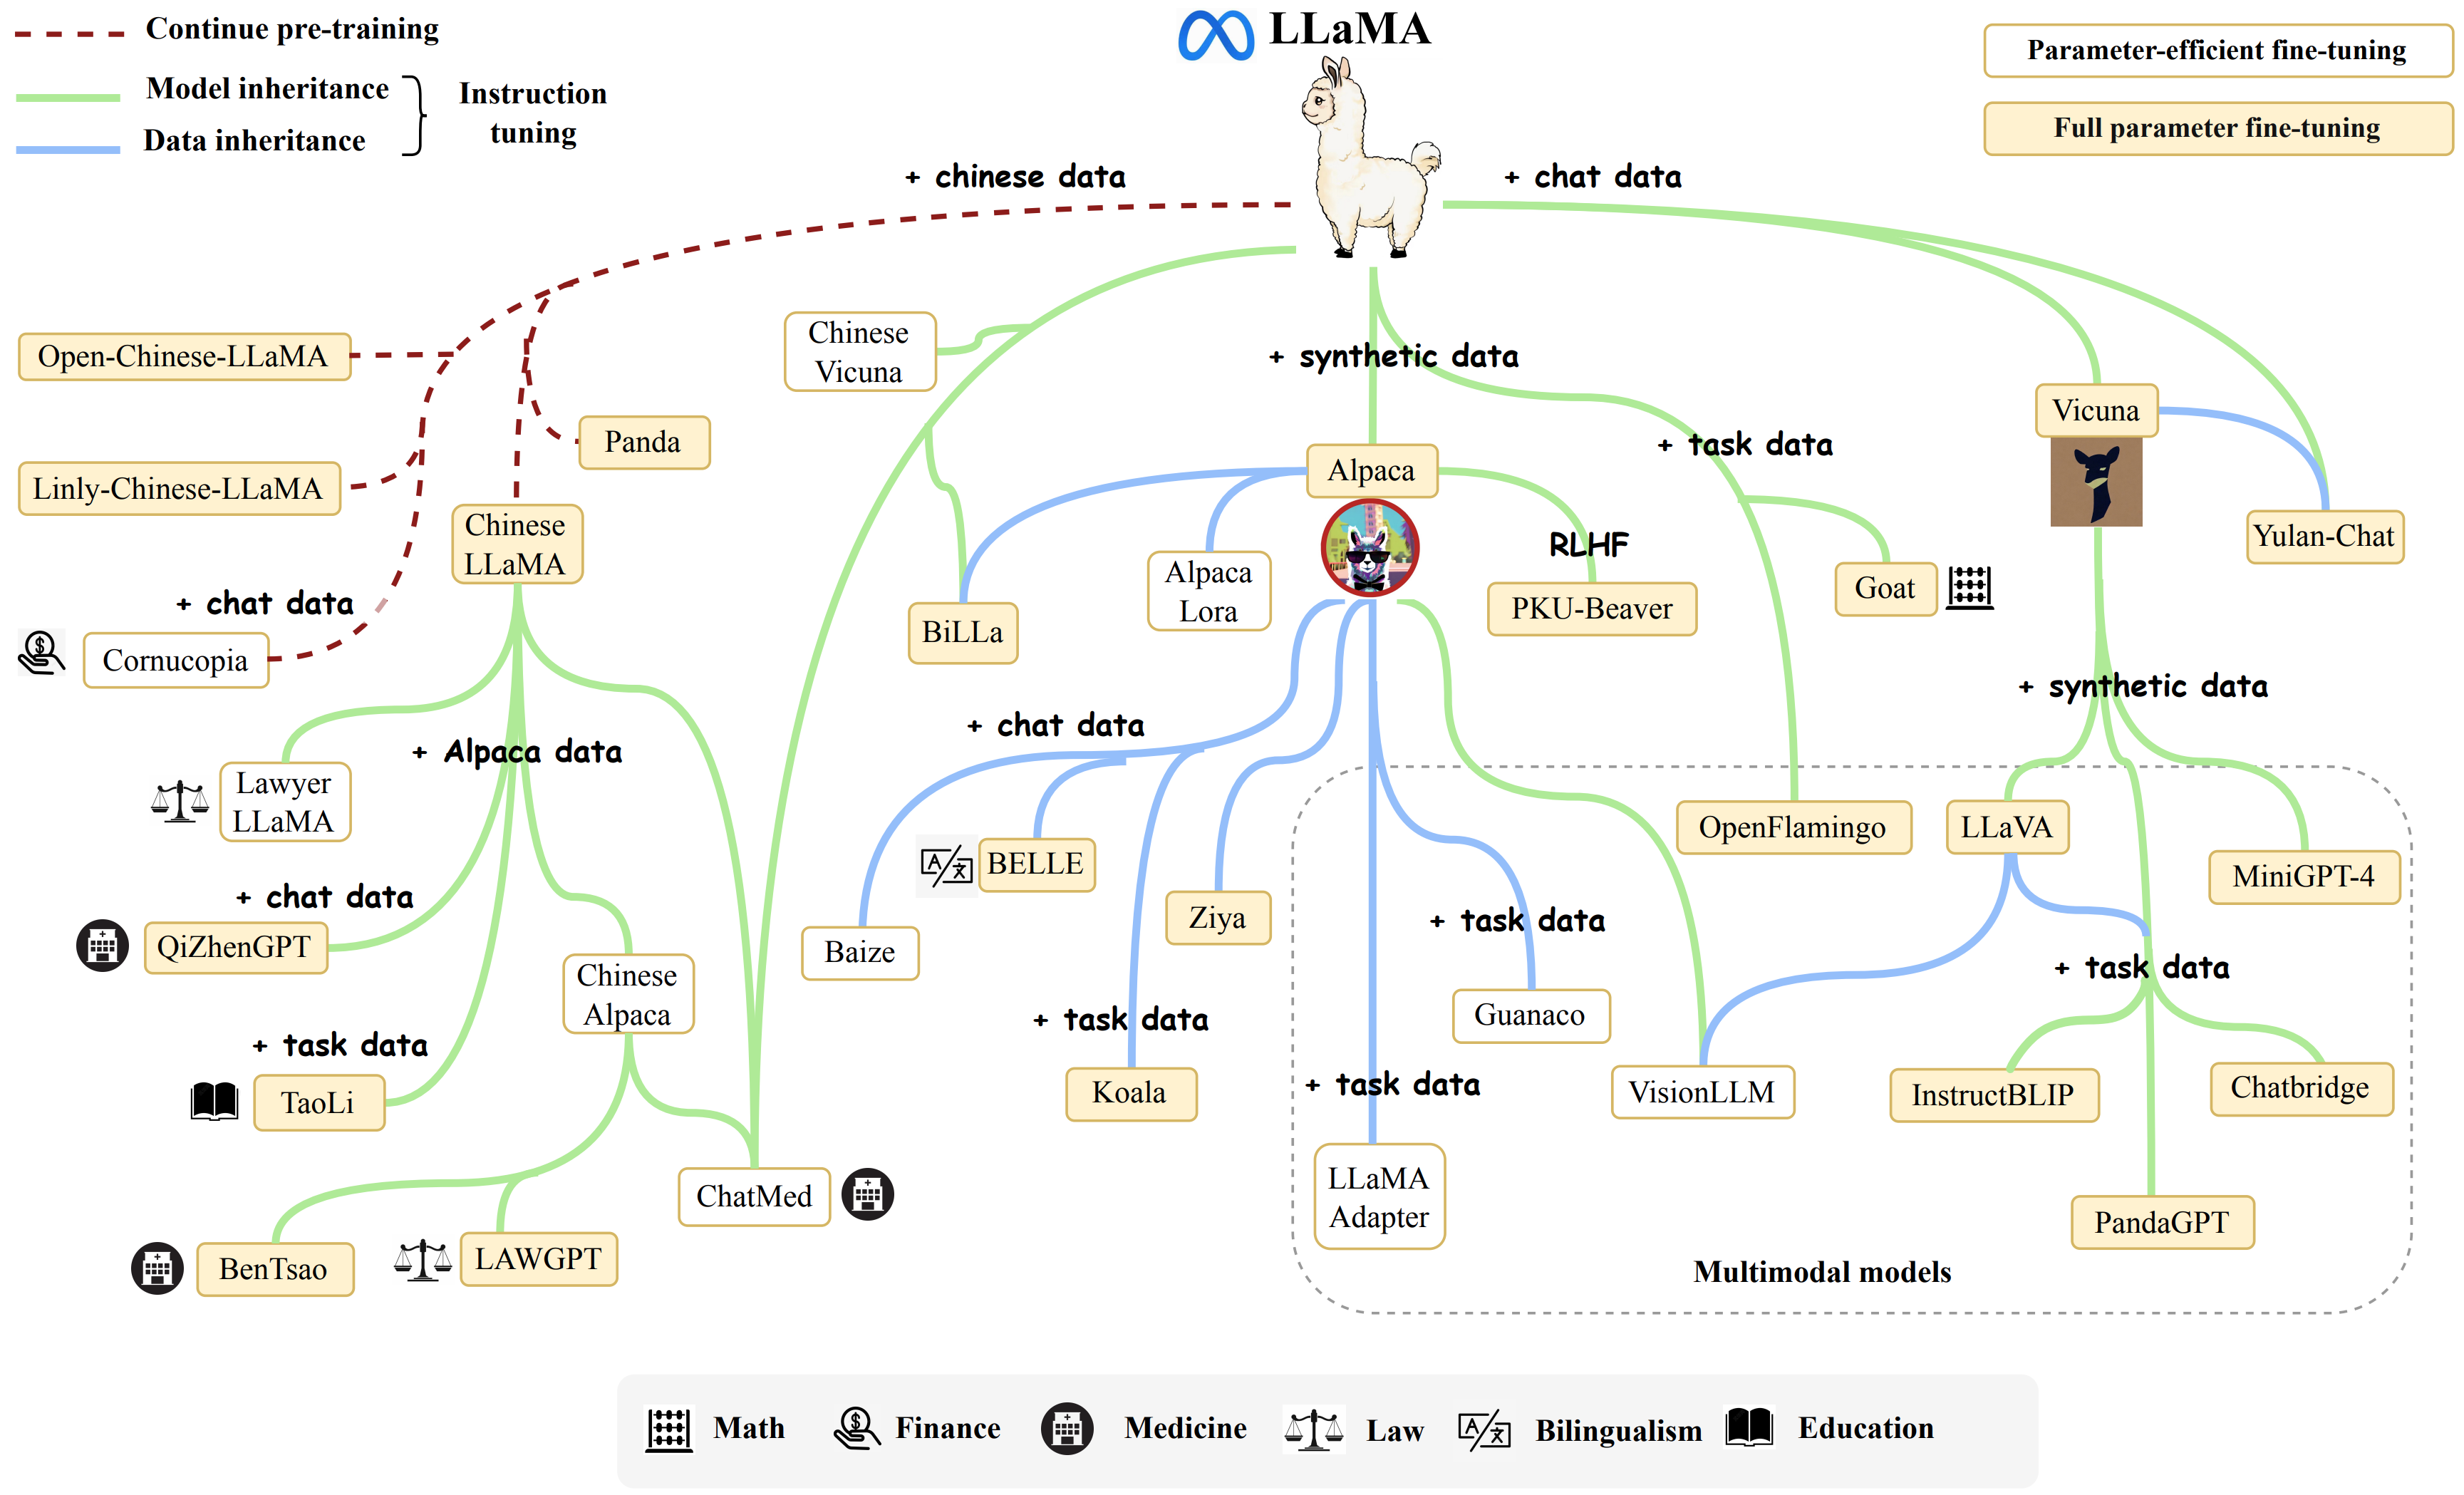 Continue pre-training
Model inheritance
Data inheritance
Instruction
tuning
LLaMA
Parameter-efficient fine-tuning
Full parameter fine-tuning
+ chinese data
+ chat data
Chinese
Vicuna
+ synthetic data
Open-Chinese-LLaMA
Panda
Linly-Chinese-LLaMA
Chinese
LLaMA
+ chat data
Cornucopia
Alpaca
+ task data
Vicuna
Yulan-Chat
BiLLa
Alpaca
Lora
RLHF
PKU-Beaver
Goat
+ synthetic data
+ Alpaca data
+ chat data
Lawyer
LLaMA
BELLE
OpenFlamingo
LLaVA
MiniGPT-4
+ chat data
QiZhenGPT
Chinese
Alpaca
Baize
Ziya
+ task data
Guanaco
+ task data
+ task data
TaoLi
+ task data
Koala
+ task data
VisionLLM
InstructBLIP
Chatbridge
ChatMed
LLaMA
Adapter
PandaGPT
BenTsao
LAWGPT
Multimodal models
Math
Finance
Medicine
Law
A
文
Bilingualism
Education